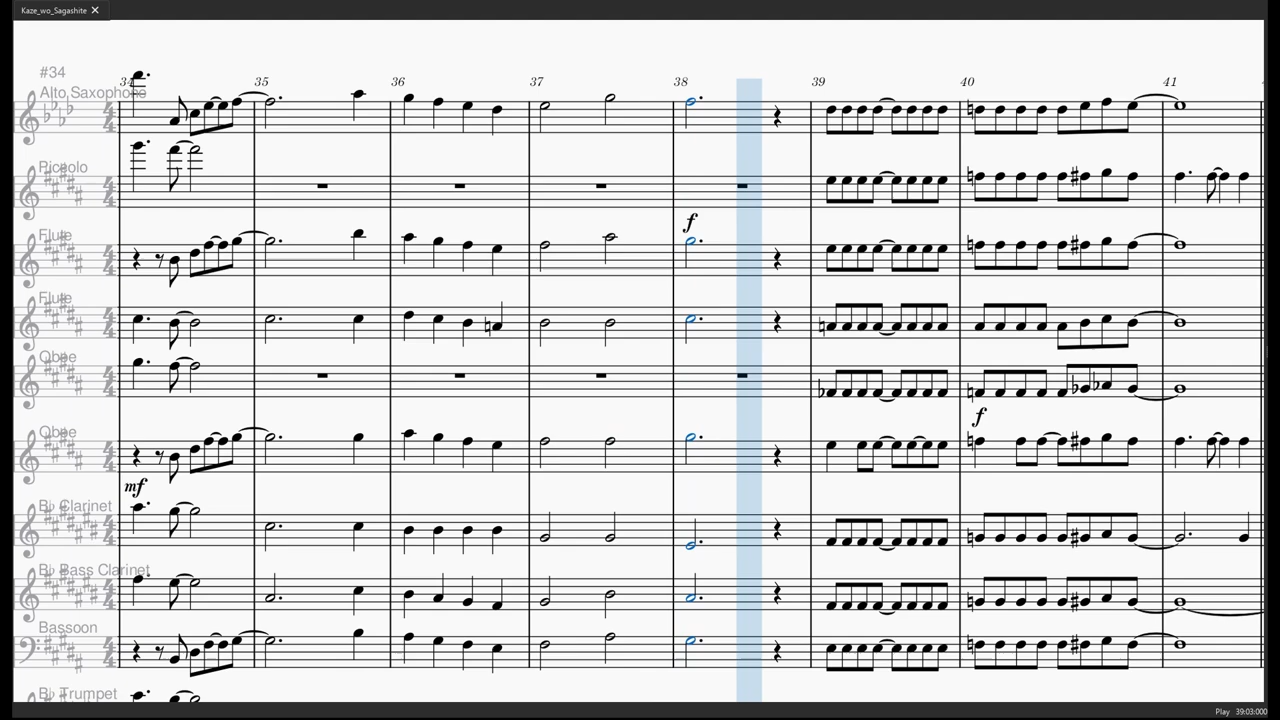 Kaze_wo_Sagashite
#34
34 35 36 37 38 39 40 41
Alto Saxophone
Piccolo
f
Flute
Flute
Oboe
f
Oboe
mf
B♭ Clarinet
B♭ Bass Clarinet
Bassoon
B♭ Trumpet
Play 39:03:000